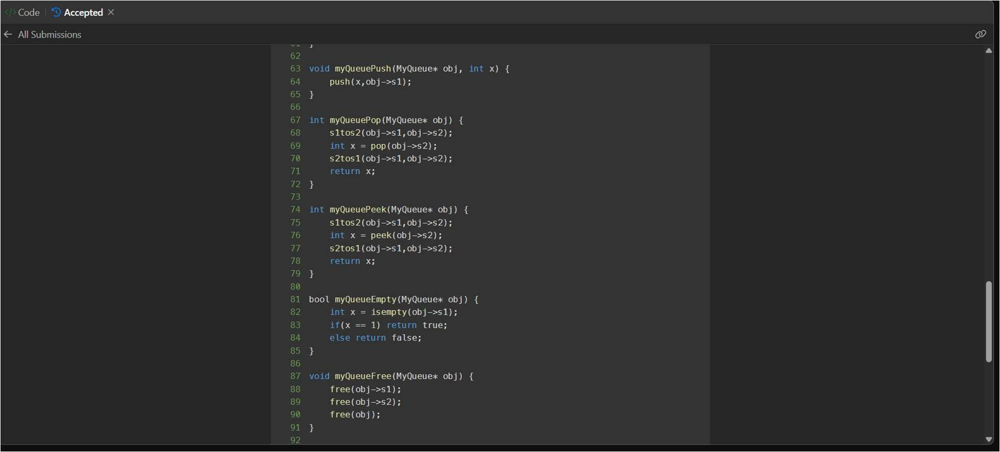 </> Code | Accepted ×
← All Submissions
61 }
62
63 void myQueuePush(MyQueue* obj, int x) {
64     push(x,obj->s1);
65 }
66
67 int myQueuePop(MyQueue* obj) {
68     s1tos2(obj->s1,obj->s2);
69     int x = pop(obj->s2);
70     s2tos1(obj->s1,obj->s2);
71     return x;
72 }
73
74 int myQueuePeek(MyQueue* obj) {
75     s1tos2(obj->s1,obj->s2);
76     int x = peek(obj->s2);
77     s2tos1(obj->s1,obj->s2);
78     return x;
79 }
80
81 bool myQueueEmpty(MyQueue* obj) {
82     int x = isempty(obj->s1);
83     if(x == 1) return true;
84     else return false;
85 }
86
87 void myQueueFree(MyQueue* obj) {
88     free(obj->s1);
89     free(obj->s2);
90     free(obj);
91 }
92